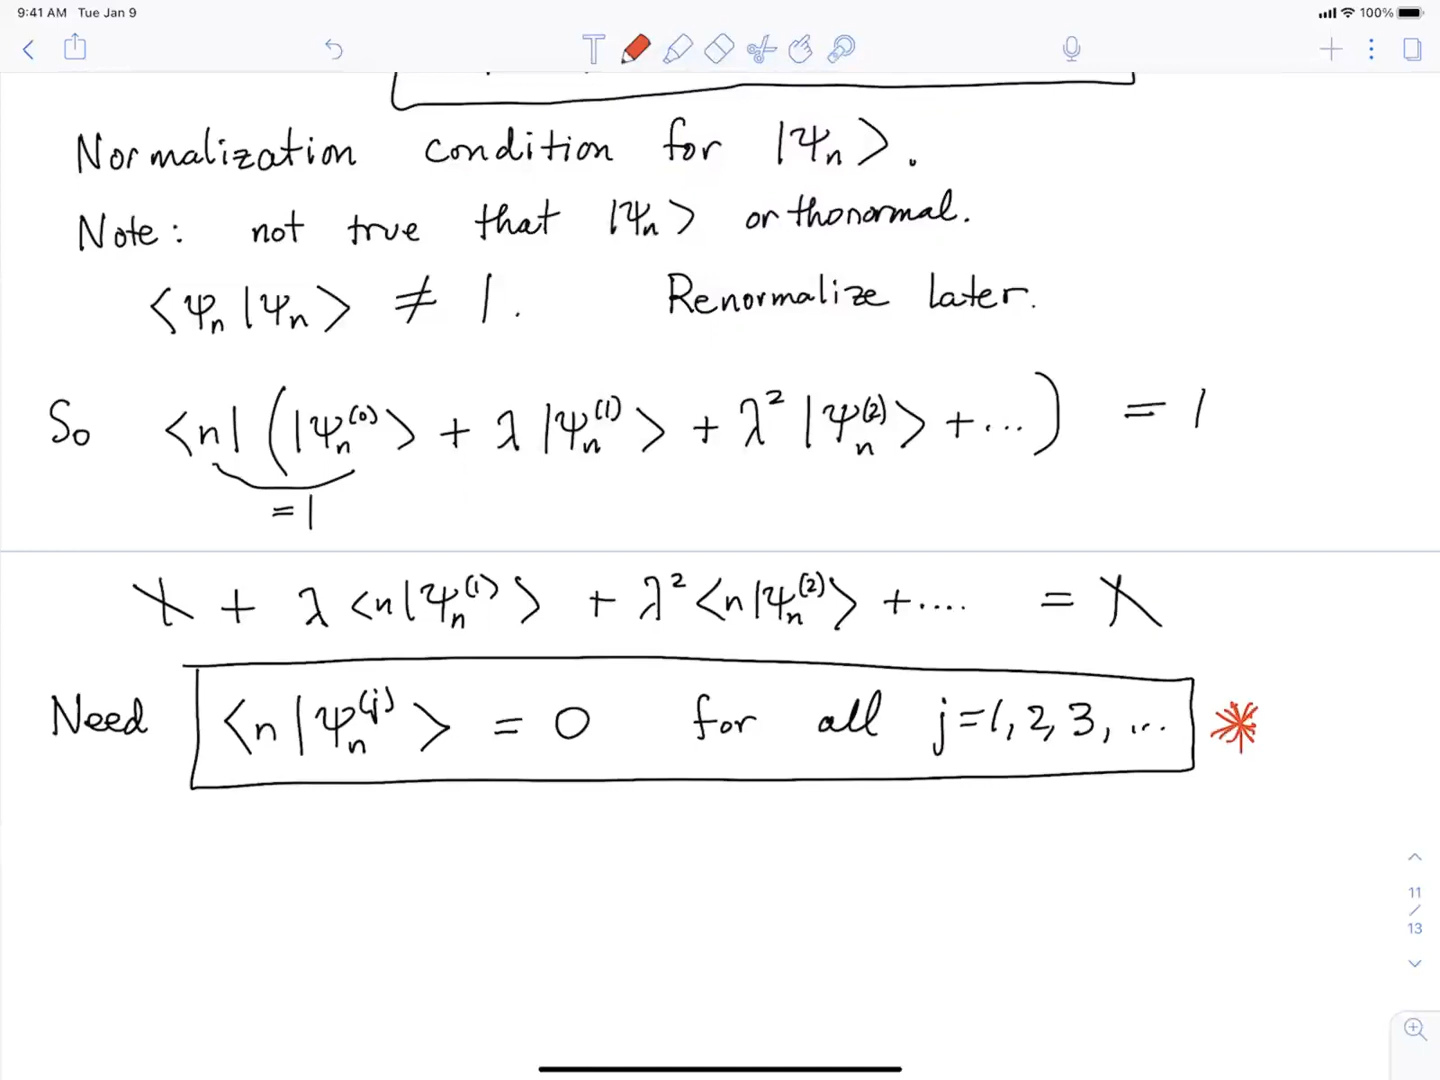 9:41 AM Tue Jan 9 100%
T
Normalization condition for |Ψₙ⟩.
Note: not true that |Ψₙ⟩ orthonormal.
⟨Ψₙ|Ψₙ⟩ ≠ 1. Renormalize later.
So ⟨n| ( |Ψₙ⁽⁰⁾⟩ + λ |Ψₙ⁽¹⁾⟩ + λ² |Ψₙ⁽²⁾⟩ + ... ) = 1
= 1
1 + λ ⟨n|Ψₙ⁽¹⁾⟩ + λ² ⟨n|Ψₙ⁽²⁾⟩ + .... = 1
Need ⟨n|Ψₙ⁽ʲ⁾⟩ = 0 for all j=1, 2, 3, ...
11
/
13